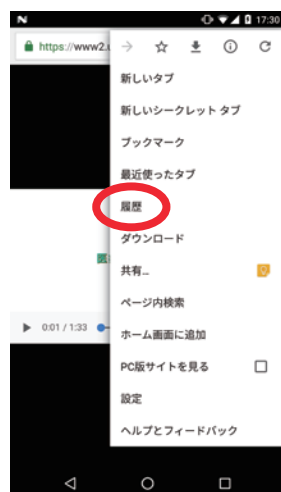 17:30
https://www2.u
新しいタブ
新しいシークレット タブ
ブックマーク
最近使ったタブ
履歴
ダウンロード
共有...
ページ内検索
0:01 / 1:33
ホーム画面に追加
PC版サイトを見る
設定
ヘルプとフィードバック